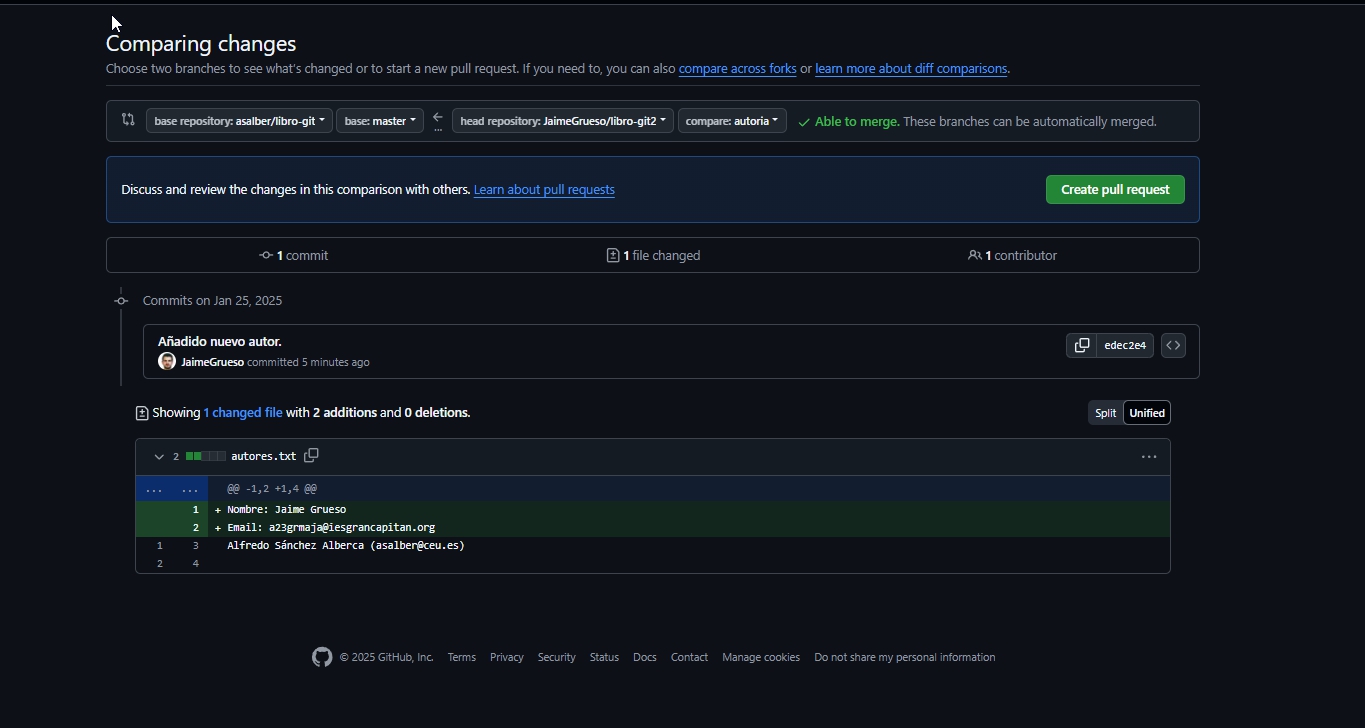 Comparing changes
Choose two branches to see what's changed or to start a new pull request. If you need to, you can also compare across forks or learn more about diff comparisons.
base repository: asalber/libro-git base: master ← ... head repository: JaimeGrueso/libro-git2 compare: autoria ✓ Able to merge. These branches can be automatically merged.
Discuss and review the changes in this comparison with others. Learn about pull requests Create pull request
1 commit 1 file changed 1 contributor
Commits on Jan 25, 2025
Añadido nuevo autor.
JaimeGrueso committed 5 minutes ago
edec2e4 <>
Showing 1 changed file with 2 additions and 0 deletions. Split Unified
2 autores.txt ...
... ... @@ -1,2 +1,4 @@
1 + Nombre: Jaime Grueso
2 + Email: a23grmaja@iesgrancapitan.org
1 3 Alfredo Sánchez Alberca (asalber@ceu.es)
2 4
© 2025 GitHub, Inc. Terms Privacy Security Status Docs Contact Manage cookies Do not share my personal information